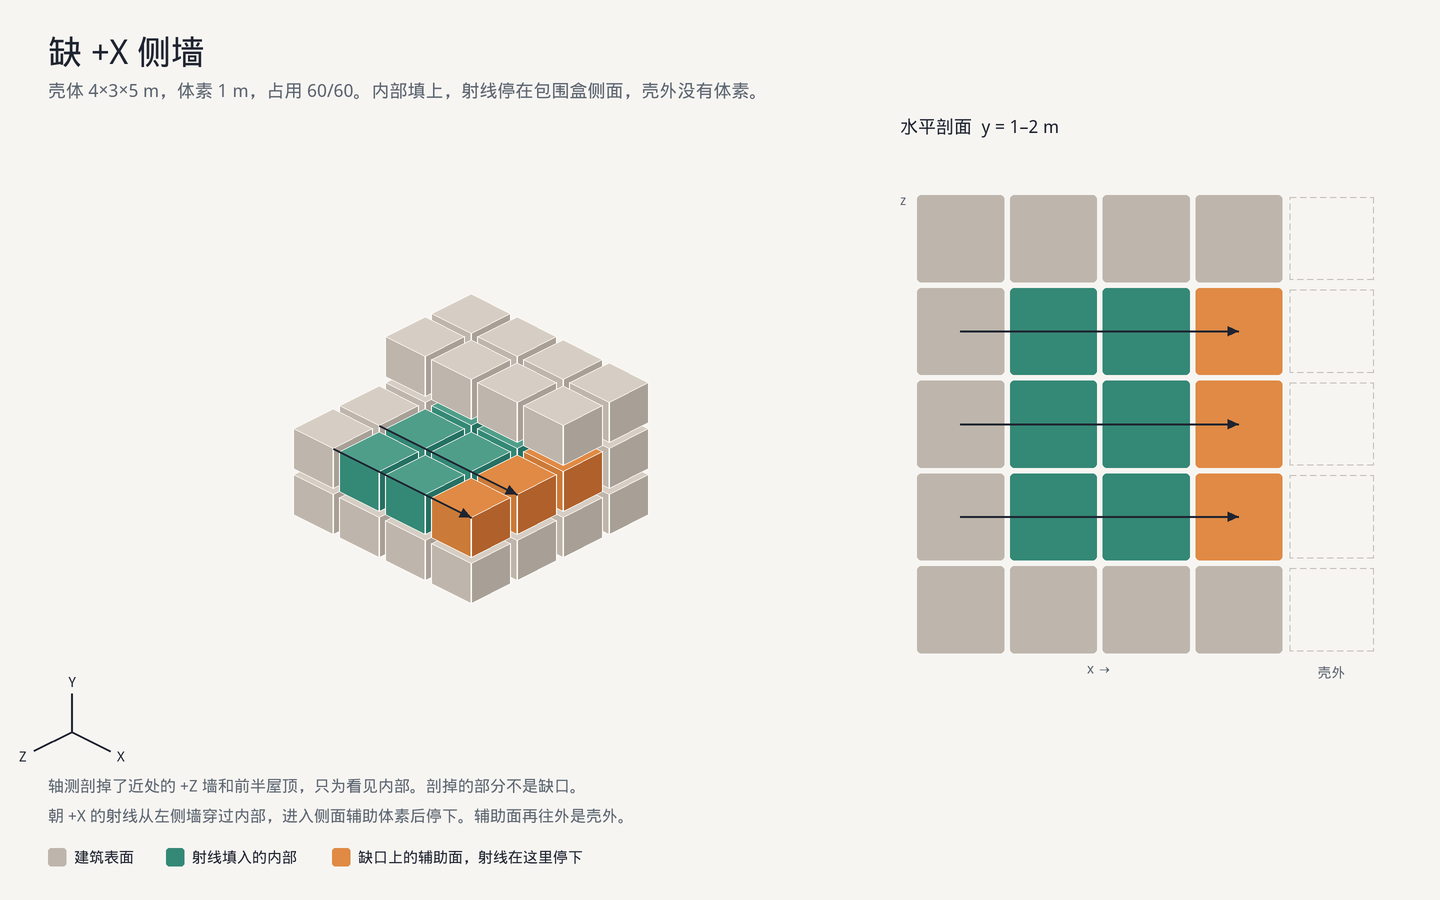 缺 +X 侧墙
壳体 4×3×5 m，体素 1 m，占用 60/60。内部填上，射线停在包围盒侧面，壳外没有体素。
水平剖面 y = 1–2 m
Z
X →
壳外
Y
Z
X
轴测剖掉了近处的 +Z 墙和前半屋顶，只为看见内部。剖掉的部分不是缺口。
朝 +X 的射线从左侧墙穿过内部，进入侧面辅助体素后停下。辅助面再往外是壳外。
建筑表面
射线填入的内部
缺口上的辅助面，射线在这里停下